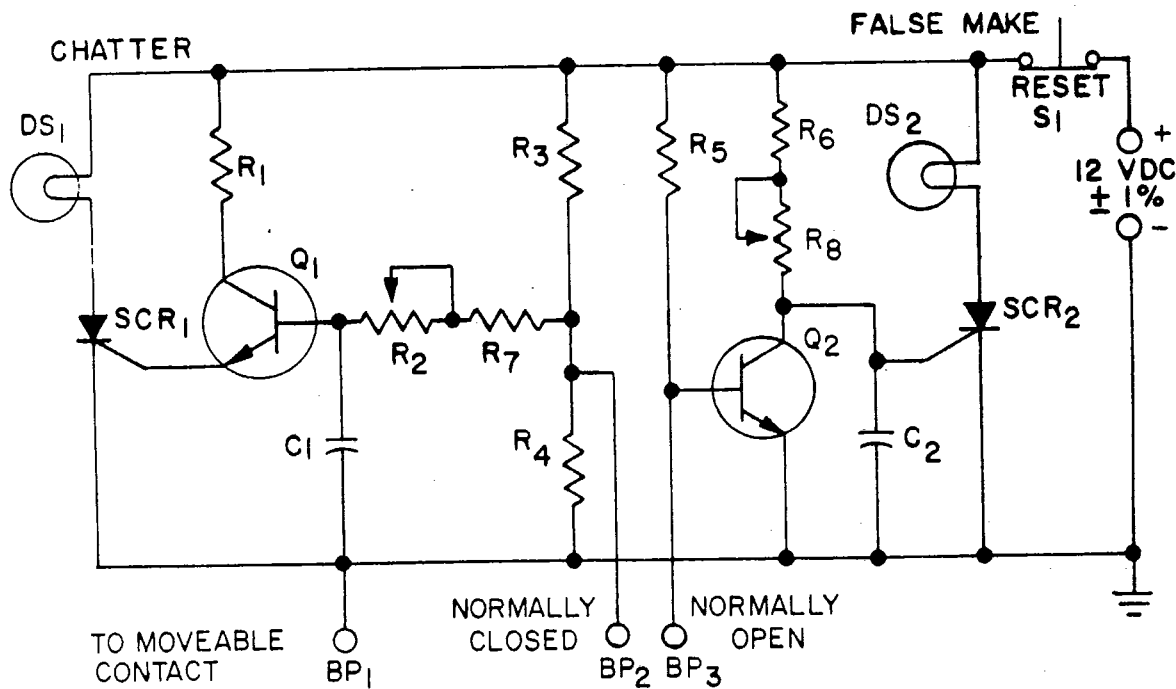 FALSE MAKE
CHATTER
RESET
S1
DS1
DS2
R1
R3
R5
R6
+
12 VDC
± 1%
-
R8
Q1
SCR1
SCR2
R2
R7
Q2
C1
R4
C2
TO MOVEABLE
CONTACT
BP1
NORMALLY
CLOSED
BP2
NORMALLY
OPEN
BP3